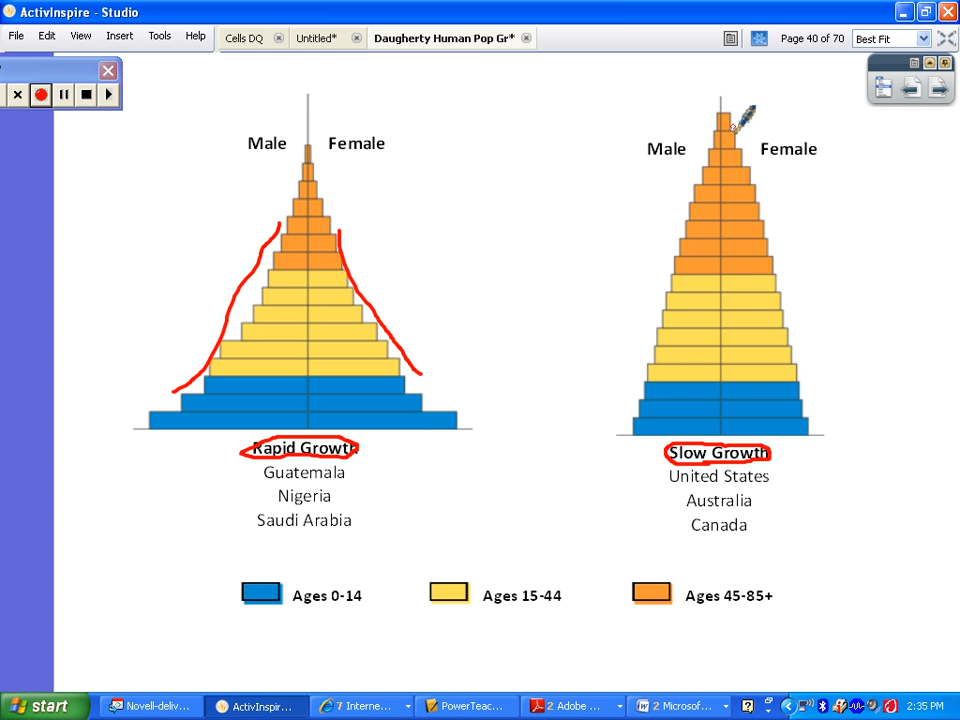 ActivInspire - Studio
File Edit View Insert Tools Help
Cells DQ Untitled* Daugherty Human Pop Gr* Page 40 of 70 Best Fit
Male Female
Male Female
Rapid Growth
Guatemala
Nigeria
Saudi Arabia
Slow Growth
United States
Australia
Canada
Ages 0-14 Ages 15-44 Ages 45-85+
start Novell-deliv... ActivInspir... 7 Interne... PowerTeac... 2 Adobe ... 2 Microsof... 2:35 PM